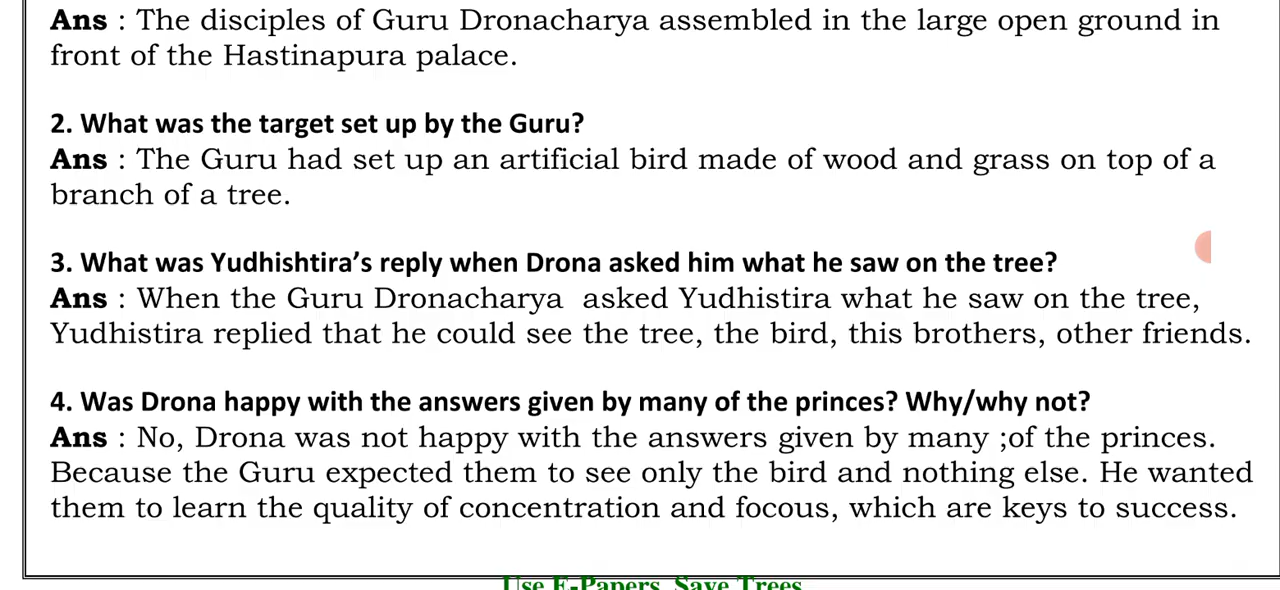 Ans : The disciples of Guru Dronacharya assembled in the large open ground in
front of the Hastinapura palace.
2. What was the target set up by the Guru?
Ans : The Guru had set up an artificial bird made of wood and grass on top of a
branch of a tree.
3. What was Yudhishtira’s reply when Drona asked him what he saw on the tree?
Ans : When the Guru Dronacharya  asked Yudhistira what he saw on the tree,
Yudhistira replied that he could see the tree, the bird, this brothers, other friends.
4. Was Drona happy with the answers given by many of the princes? Why/why not?
Ans : No, Drona was not happy with the answers given by many ;of the princes.
Because the Guru expected them to see only the bird and nothing else. He wanted
them to learn the quality of concentration and focous, which are keys to success.
Use E-Papers, Save Trees